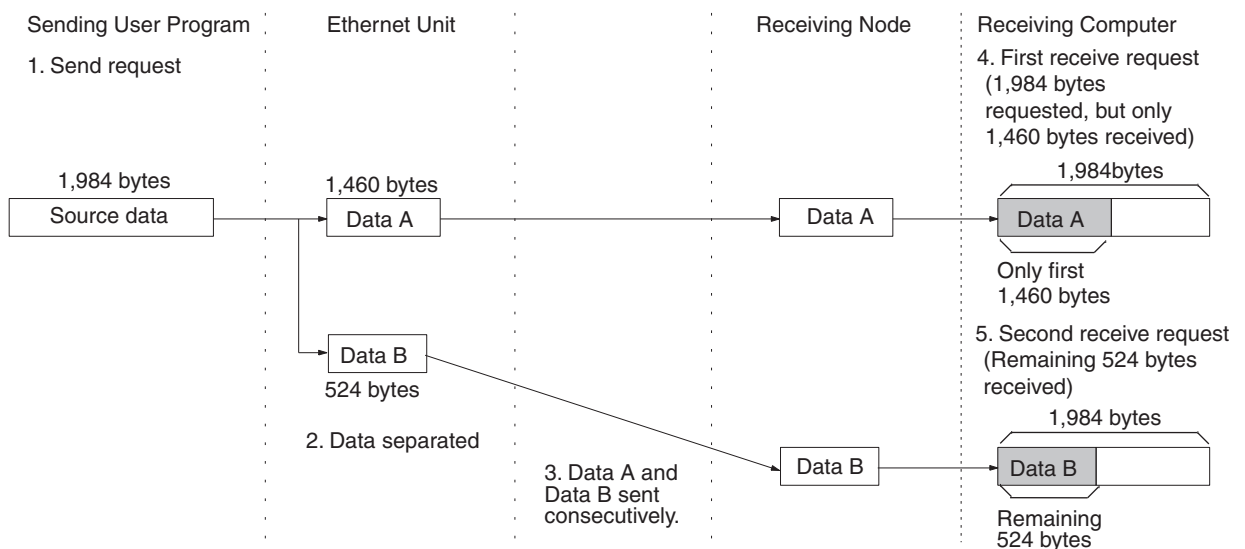 Sending User Program
Ethernet Unit
Receiving Node
Receiving Computer
1. Send request
4. First receive request
(1,984 bytes
requested, but only
1,460 bytes received)
1,984 bytes
Source data
1,460 bytes
Data A
Data A
1,984bytes
Data A
Only first
1,460 bytes
Data B
524 bytes
2. Data separated
3. Data A and
Data B sent
consecutively.
Data B
5. Second receive request
(Remaining 524 bytes
received)
1,984 bytes
Data B
Remaining
524 bytes